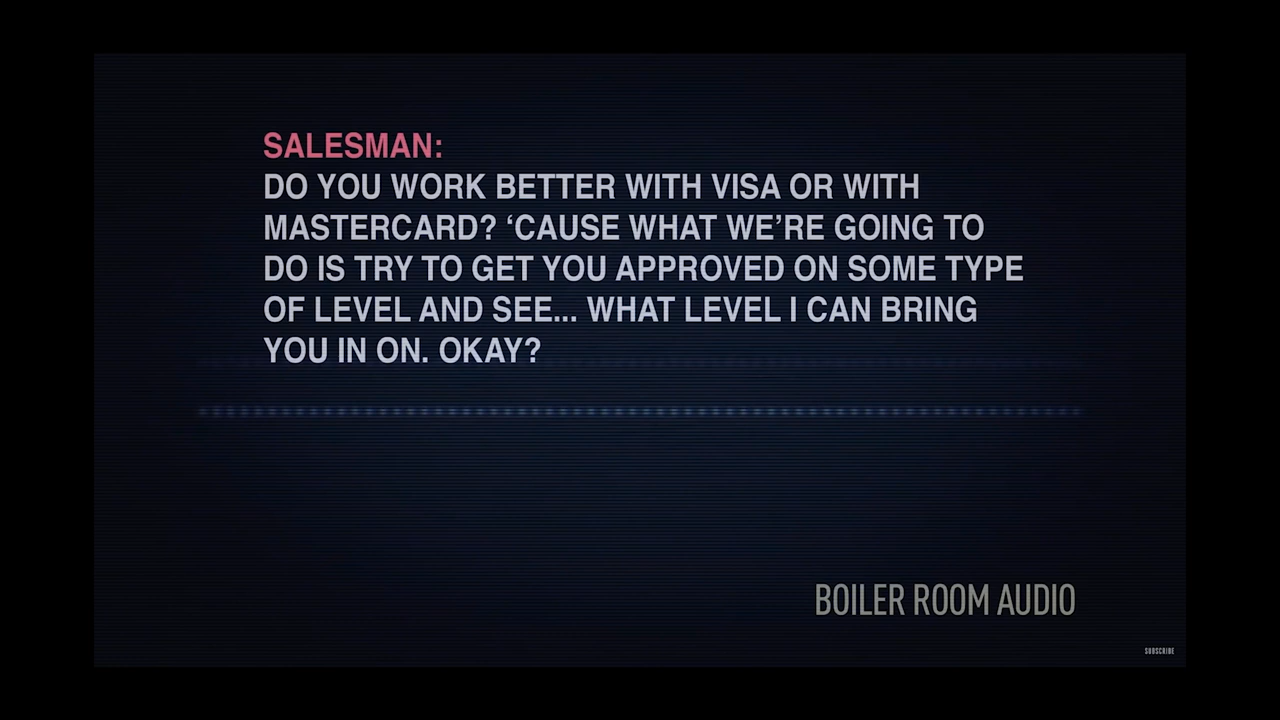 SALESMAN:
DO YOU WORK BETTER WITH VISA OR WITH
MASTERCARD? ‘CAUSE WHAT WE’RE GOING TO
DO IS TRY TO GET YOU APPROVED ON SOME TYPE
OF LEVEL AND SEE... WHAT LEVEL I CAN BRING
YOU IN ON. OKAY?
BOILER ROOM AUDIO
SUBSCRIBE